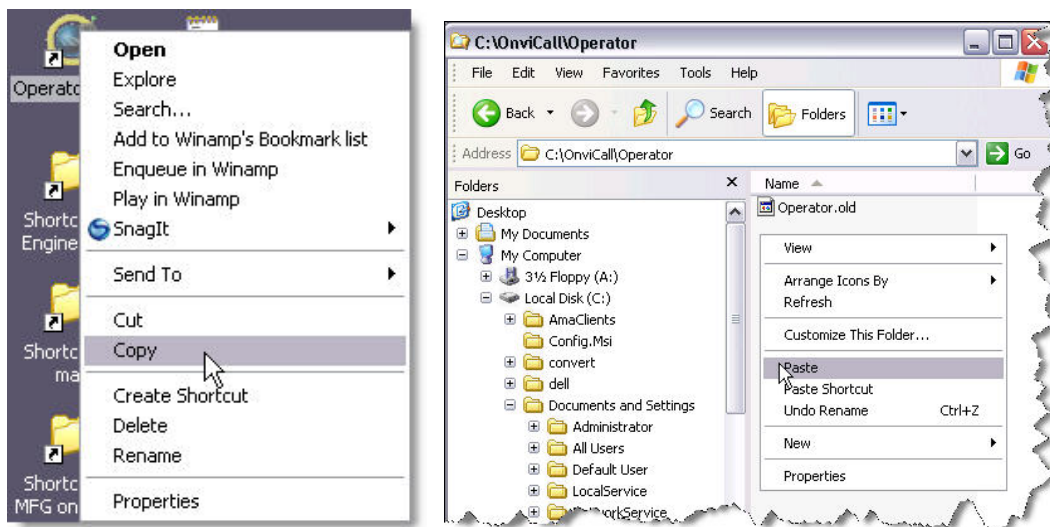 Operato
Shortc
Engine
Shortc
ma
Shortc
MFG on
Open
Explore
Search...
Add to Winamp's Bookmark list
Enqueue in Winamp
Play in Winamp
SnagIt
Send To
Cut
Copy
Create Shortcut
Delete
Rename
Properties
C:\OnviCall\Operator
File Edit View Favorites Tools Help
Back Search Folders
Address C:\OnviCall\Operator Go
Folders X Name
Desktop
My Documents
My Computer
3½ Floppy (A:)
Local Disk (C:)
AmaClients
Config.Msi
convert
dell
Documents and Settings
Administrator
All Users
Default User
LocalService
workService
Operator.old
View
Arrange Icons By
Refresh
Customize This Folder...
Paste
Paste Shortcut
Undo Rename Ctrl+Z
New
Properties